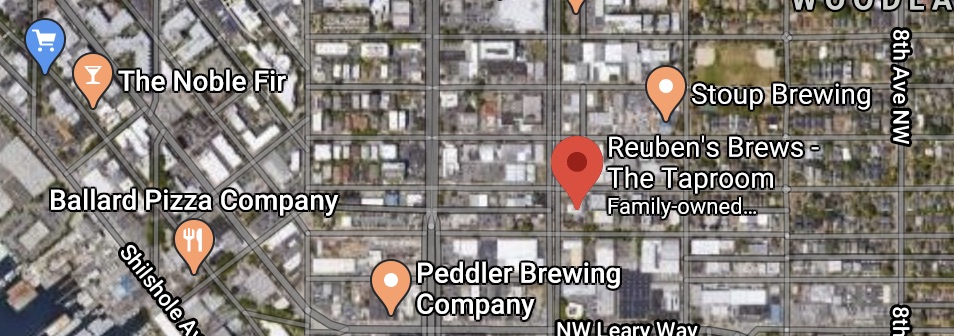 WOODLA
8th Ave NW
The Noble Fir
Stoup Brewing
Reuben's Brews -
The Taproom
Family-owned...
Ballard Pizza Company
Shilshole Av
Peddler Brewing
Company
NW Leary Way
8th